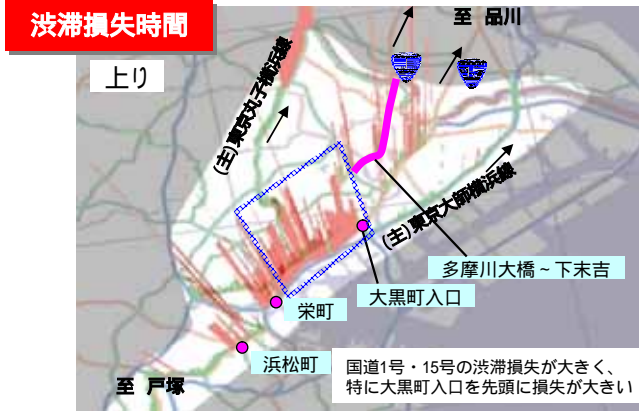 渋滞損失時間
上り
至 品川
(主)東京丸子横浜線
(主)東京大師横浜線
多摩川大橋～下末吉
大黒町入口
栄町
浜松町
至 戸塚
国道1号・15号の渋滞損失が大きく、
特に大黒町入口を先頭に損失が大きい